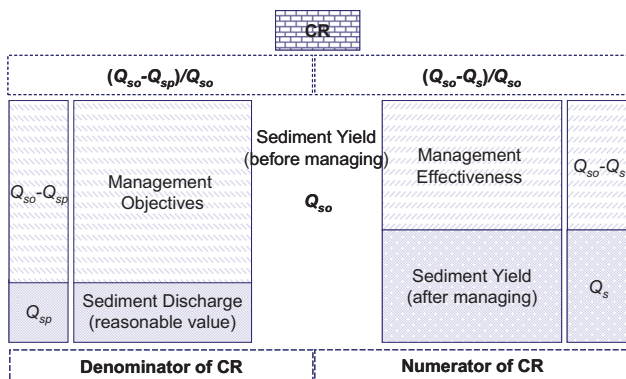 CR
(Qso-Qsp)/Qso
(Qso-Qs)/Qso
Qso-Qsp
Management
Objectives
Sediment Yield
(before managing)
Qso
Management
Effectiveness
Qso-Qs
Qsp
Sediment Discharge
(reasonable value)
Sediment Yield
(after managing)
Qs
Denominator of CR
Numerator of CR